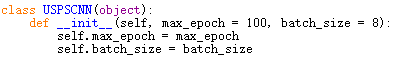 class USPSCNN(object):
    def __init__(self, max_epoch = 100, batch_size = 8):
        self.max_epoch = max_epoch
        self.batch_size = batch_size